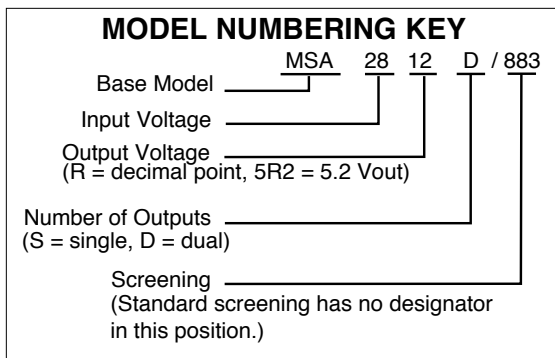 MODEL NUMBERING KEY
MSA 28 12 D / 883
Base Model
Input Voltage
Output Voltage
(R = decimal point, 5R2 = 5.2 Vout)
Number of Outputs
(S = single, D = dual)
Screening
(Standard screening has no designator
in this position.)